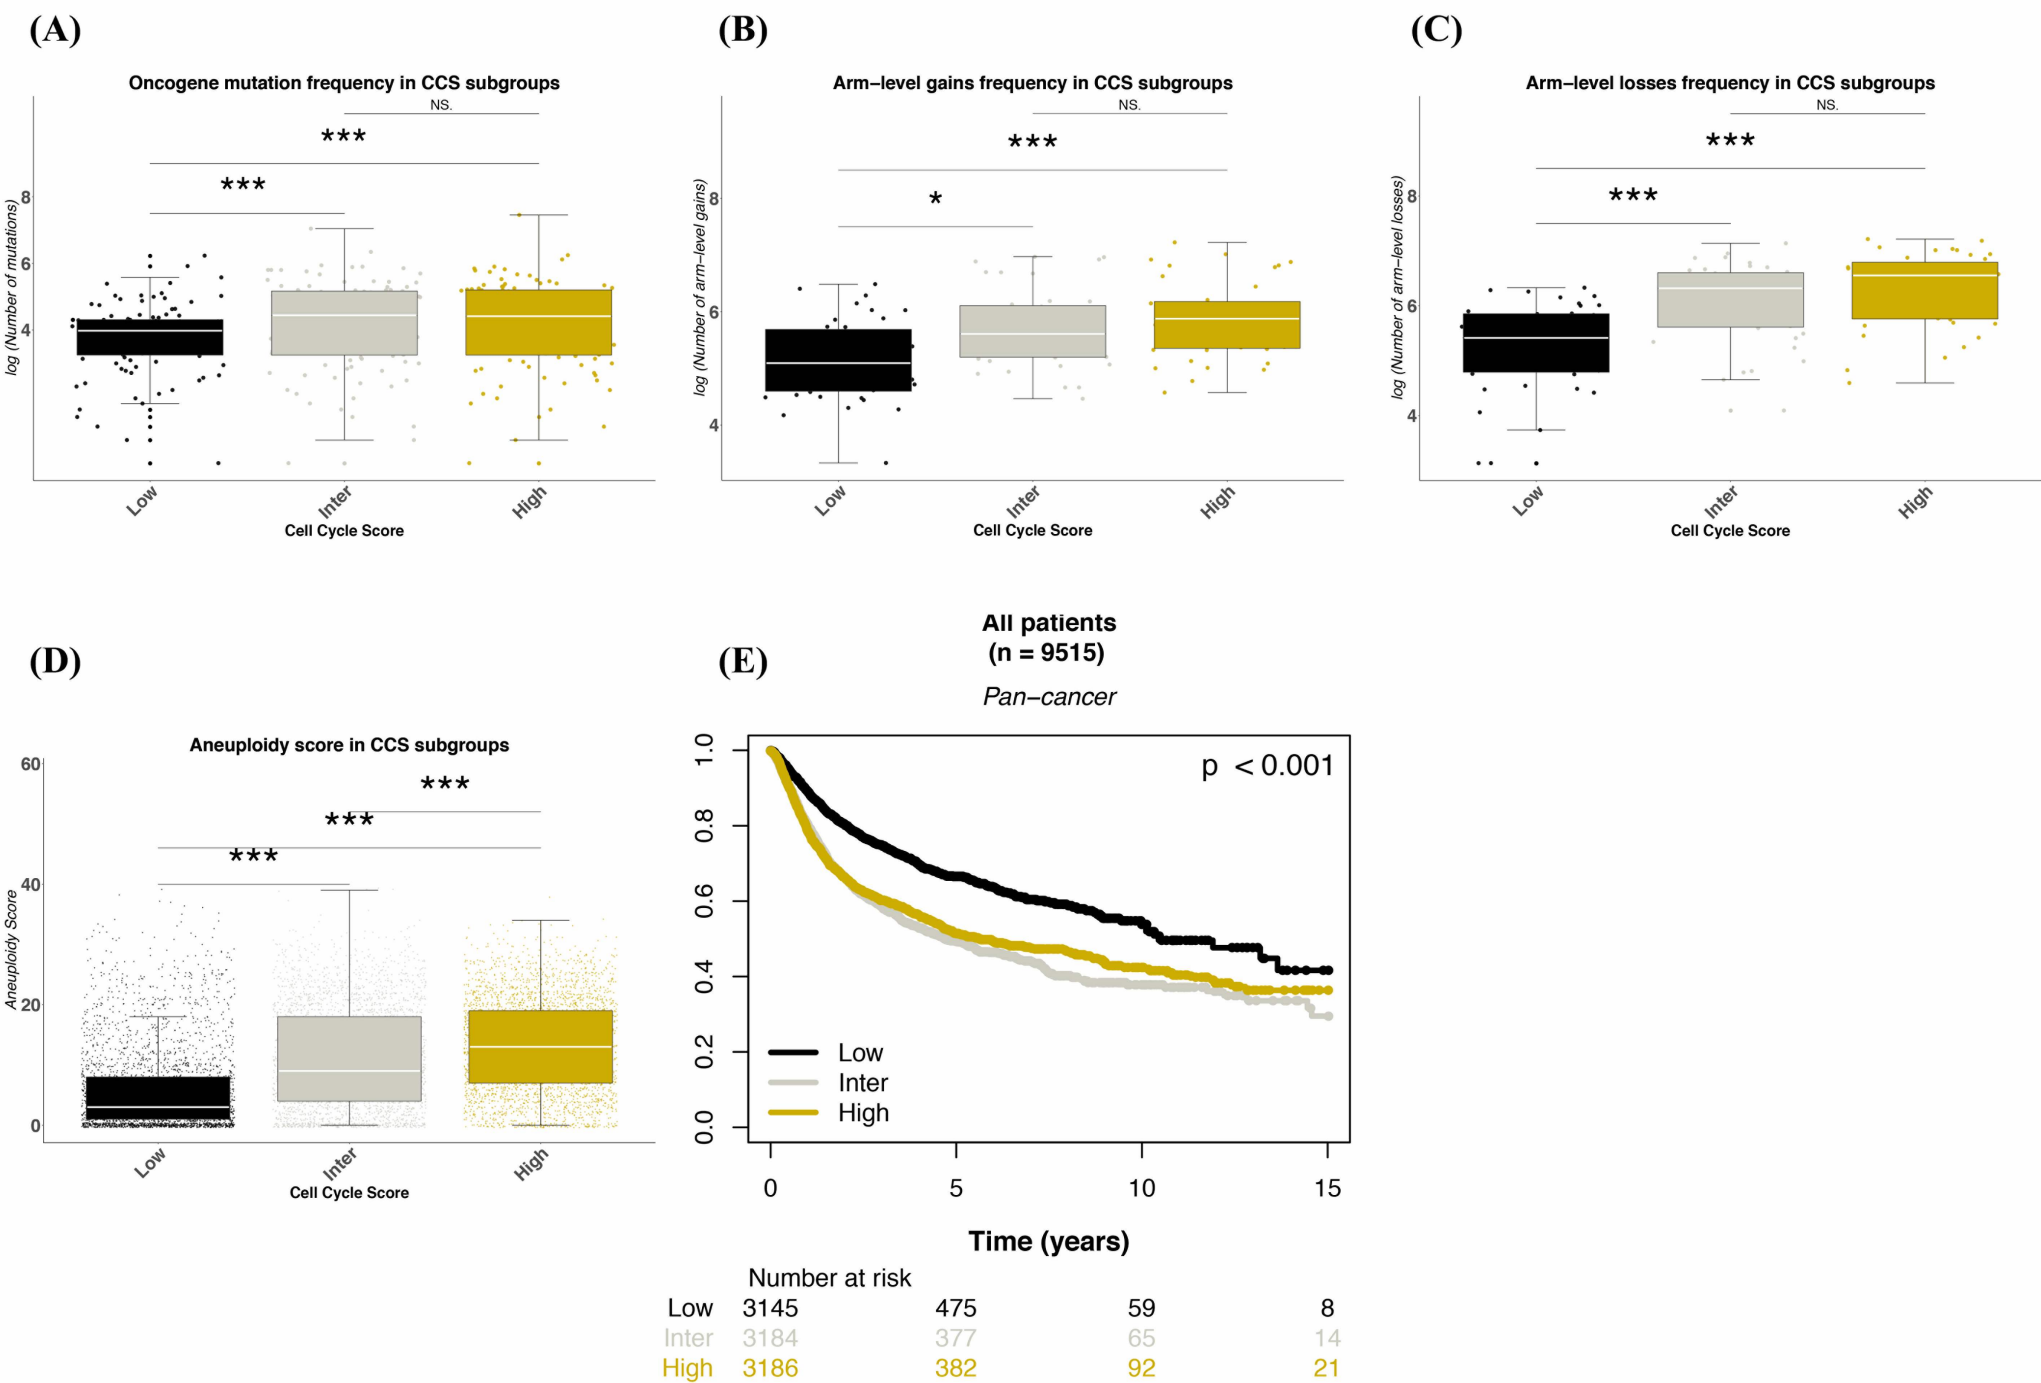 (A)
Oncogene mutation frequency in CCS subgroups
NS.
***
***
8
6
4
log (Number of mutations)
Low
Inter
High
Cell Cycle Score
(B)
Arm−level gains frequency in CCS subgroups
NS.
***
*
8
6
4
log (Number of arm−level gains)
Low
Inter
High
Cell Cycle Score
(C)
Arm−level losses frequency in CCS subgroups
NS.
***
***
8
6
4
log (Number of arm−level losses)
Low
Inter
High
Cell Cycle Score
(D)
Aneuploidy score in CCS subgroups
***
***
***
60
40
20
0
Aneuploidy Score
Low
Inter
High
Cell Cycle Score
(E)
All patients
(n = 9515)
Pan−cancer
p < 0.001
1.0
0.8
0.6
0.4
0.2
0.0
Low
Inter
High
0 5 10 15
Time (years)
Number at risk
Low 3145 475 59 8
Inter 3184 377 65 14
High 3186 382 92 21